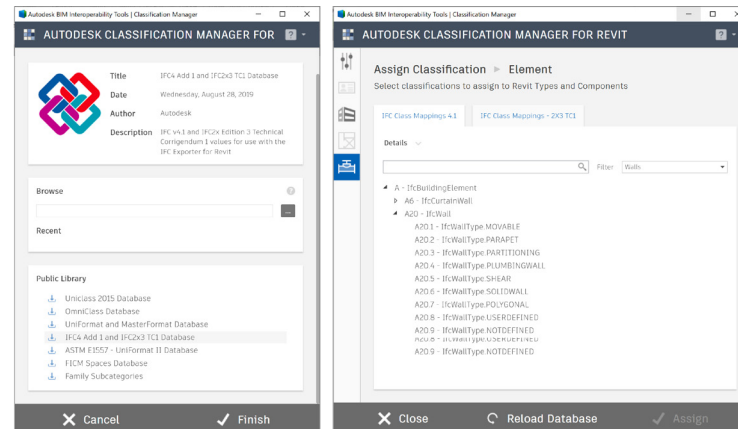 Autodesk BIM Interoperability Tools | Classification Manager
AUTODESK CLASSIFICATION MANAGER FOR
Title IFC4 Add 1 and IFC2x3 TC1 Database
Date Wednesday, August 28, 2019
Author Autodesk
Description IFC v4.1 and IFC2x Edition 3 Technical
Corrigendum 1 values for use with the
IFC Exporter for Revit
Browse
...
Recent
Public Library
Uniclass 2015 Database
OmniClass Database
UniFormat and MasterFormat Database
IFC4 Add 1 and IFC2x3 TC1 Database
ASTM E1557 - UniFormat II Database
FICM Spaces Database
Family Subcategories
Cancel
Finish
Autodesk BIM Interoperability Tools | Classification Manager
AUTODESK CLASSIFICATION MANAGER FOR REVIT
Assign Classification Element
Select classifications to assign to Revit Types and Components
IFC Class Mappings 4.1
IFC Class Mappings - 2X3 TC1
Details
Filter Walls
A - IfcBuildingElement
A6 - IfcCurtainWall
A20 - IfcWall
A20.1 - IfcWallType.MOVABLE
A20.2 - IfcWallType.PARAPET
A20.3 - IfcWallType.PARTITIONING
A20.4 - IfcWallType.PLUMBINGWALL
A20.5 - IfcWallType.SHEAR
A20.6 - IfcWallType.SOLIDWALL
A20.7 - IfcWallType.POLYGONAL
A20.8 - IfcWallType.USERDEFINED
A20.9 - IfcWallType.NOTDEFINED
A20.8 - IfcWallType.USERDEFINED
A20.9 - IfcWallType.NOTDEFINED
Close
Reload Database
Assign